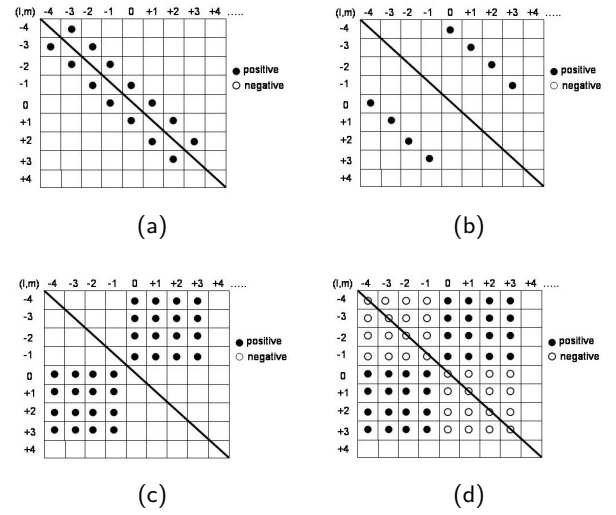 (l,m) -4 -3 -2 -1 0 +1 +2 +3 +4 .....
-4
-3
-2
-1
0
+1
+2
+3
+4
positive
negative
(a)
(l,m) -4 -3 -2 -1 0 +1 +2 +3 +4 .....
-4
-3
-2
-1
0
+1
+2
+3
+4
positive
negative
(b)
(l,m) -4 -3 -2 -1 0 +1 +2 +3 +4 .....
-4
-3
-2
-1
0
+1
+2
+3
+4
positive
negative
(c)
(l,m) -4 -3 -2 -1 0 +1 +2 +3 +4 .....
-4
-3
-2
-1
0
+1
+2
+3
+4
positive
negative
(d)